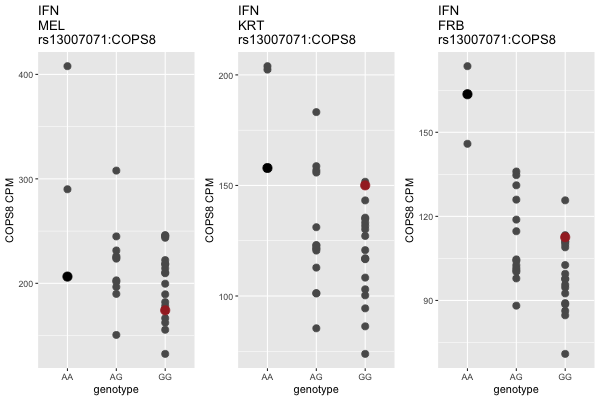 IFN
MEL
rs13007071:COPS8
COPS8 CPM
400
300
200
AA
AG
GG
genotype
IFN
KRT
rs13007071:COPS8
COPS8 CPM
200
150
100
AA
AG
GG
genotype
IFN
FRB
rs13007071:COPS8
COPS8 CPM
150
120
90
AA
AG
GG
genotype